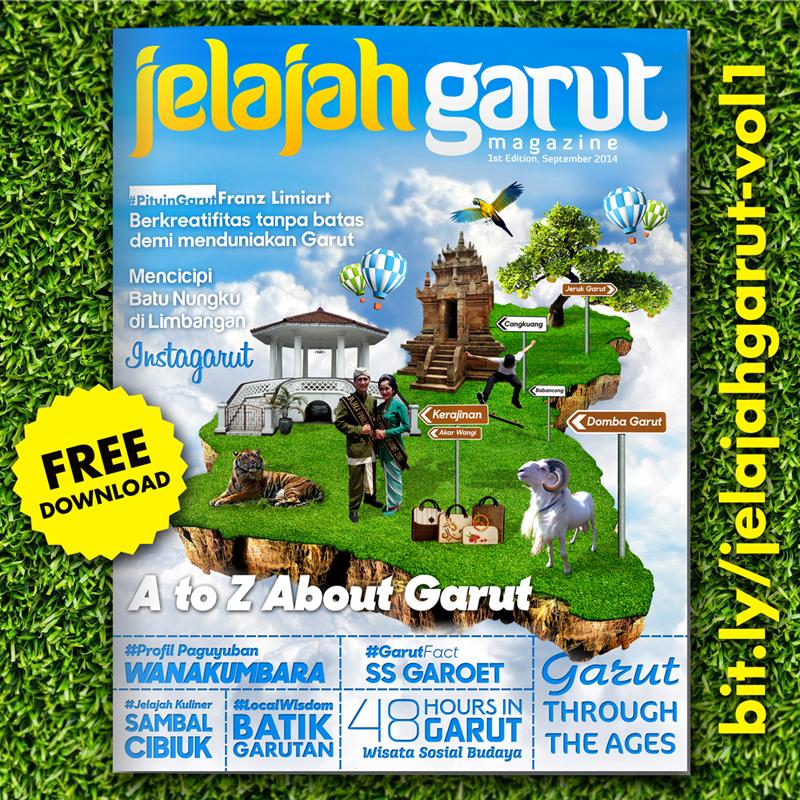 jelajah garut
magazine
1st Edition, September 2014
#PituinGarut Franz Limiart
Berkreatifitas tanpa batas
demi menduniakan Garut
Mencicipi
Batu Nungku
di Limbangan
Instagarut
Jeruk Garut
Cangkuang
Babancong
Kerajinan
Akar Wangi
Domba Garut
FREE
DOWNLOAD
A to Z About Garut
#Profil Paguyuban
WANAKUMBARA
#GarutFact
SS GAROET
#Jelajah Kuliner
SAMBAL
CIBIUK
#LocalWisdom
BATIK
GARUTAN
48 HOURS IN
GARUT
Wisata Sosial Budaya
Garut
THROUGH
THE AGES
bit.ly/jelajahgarut-vol1